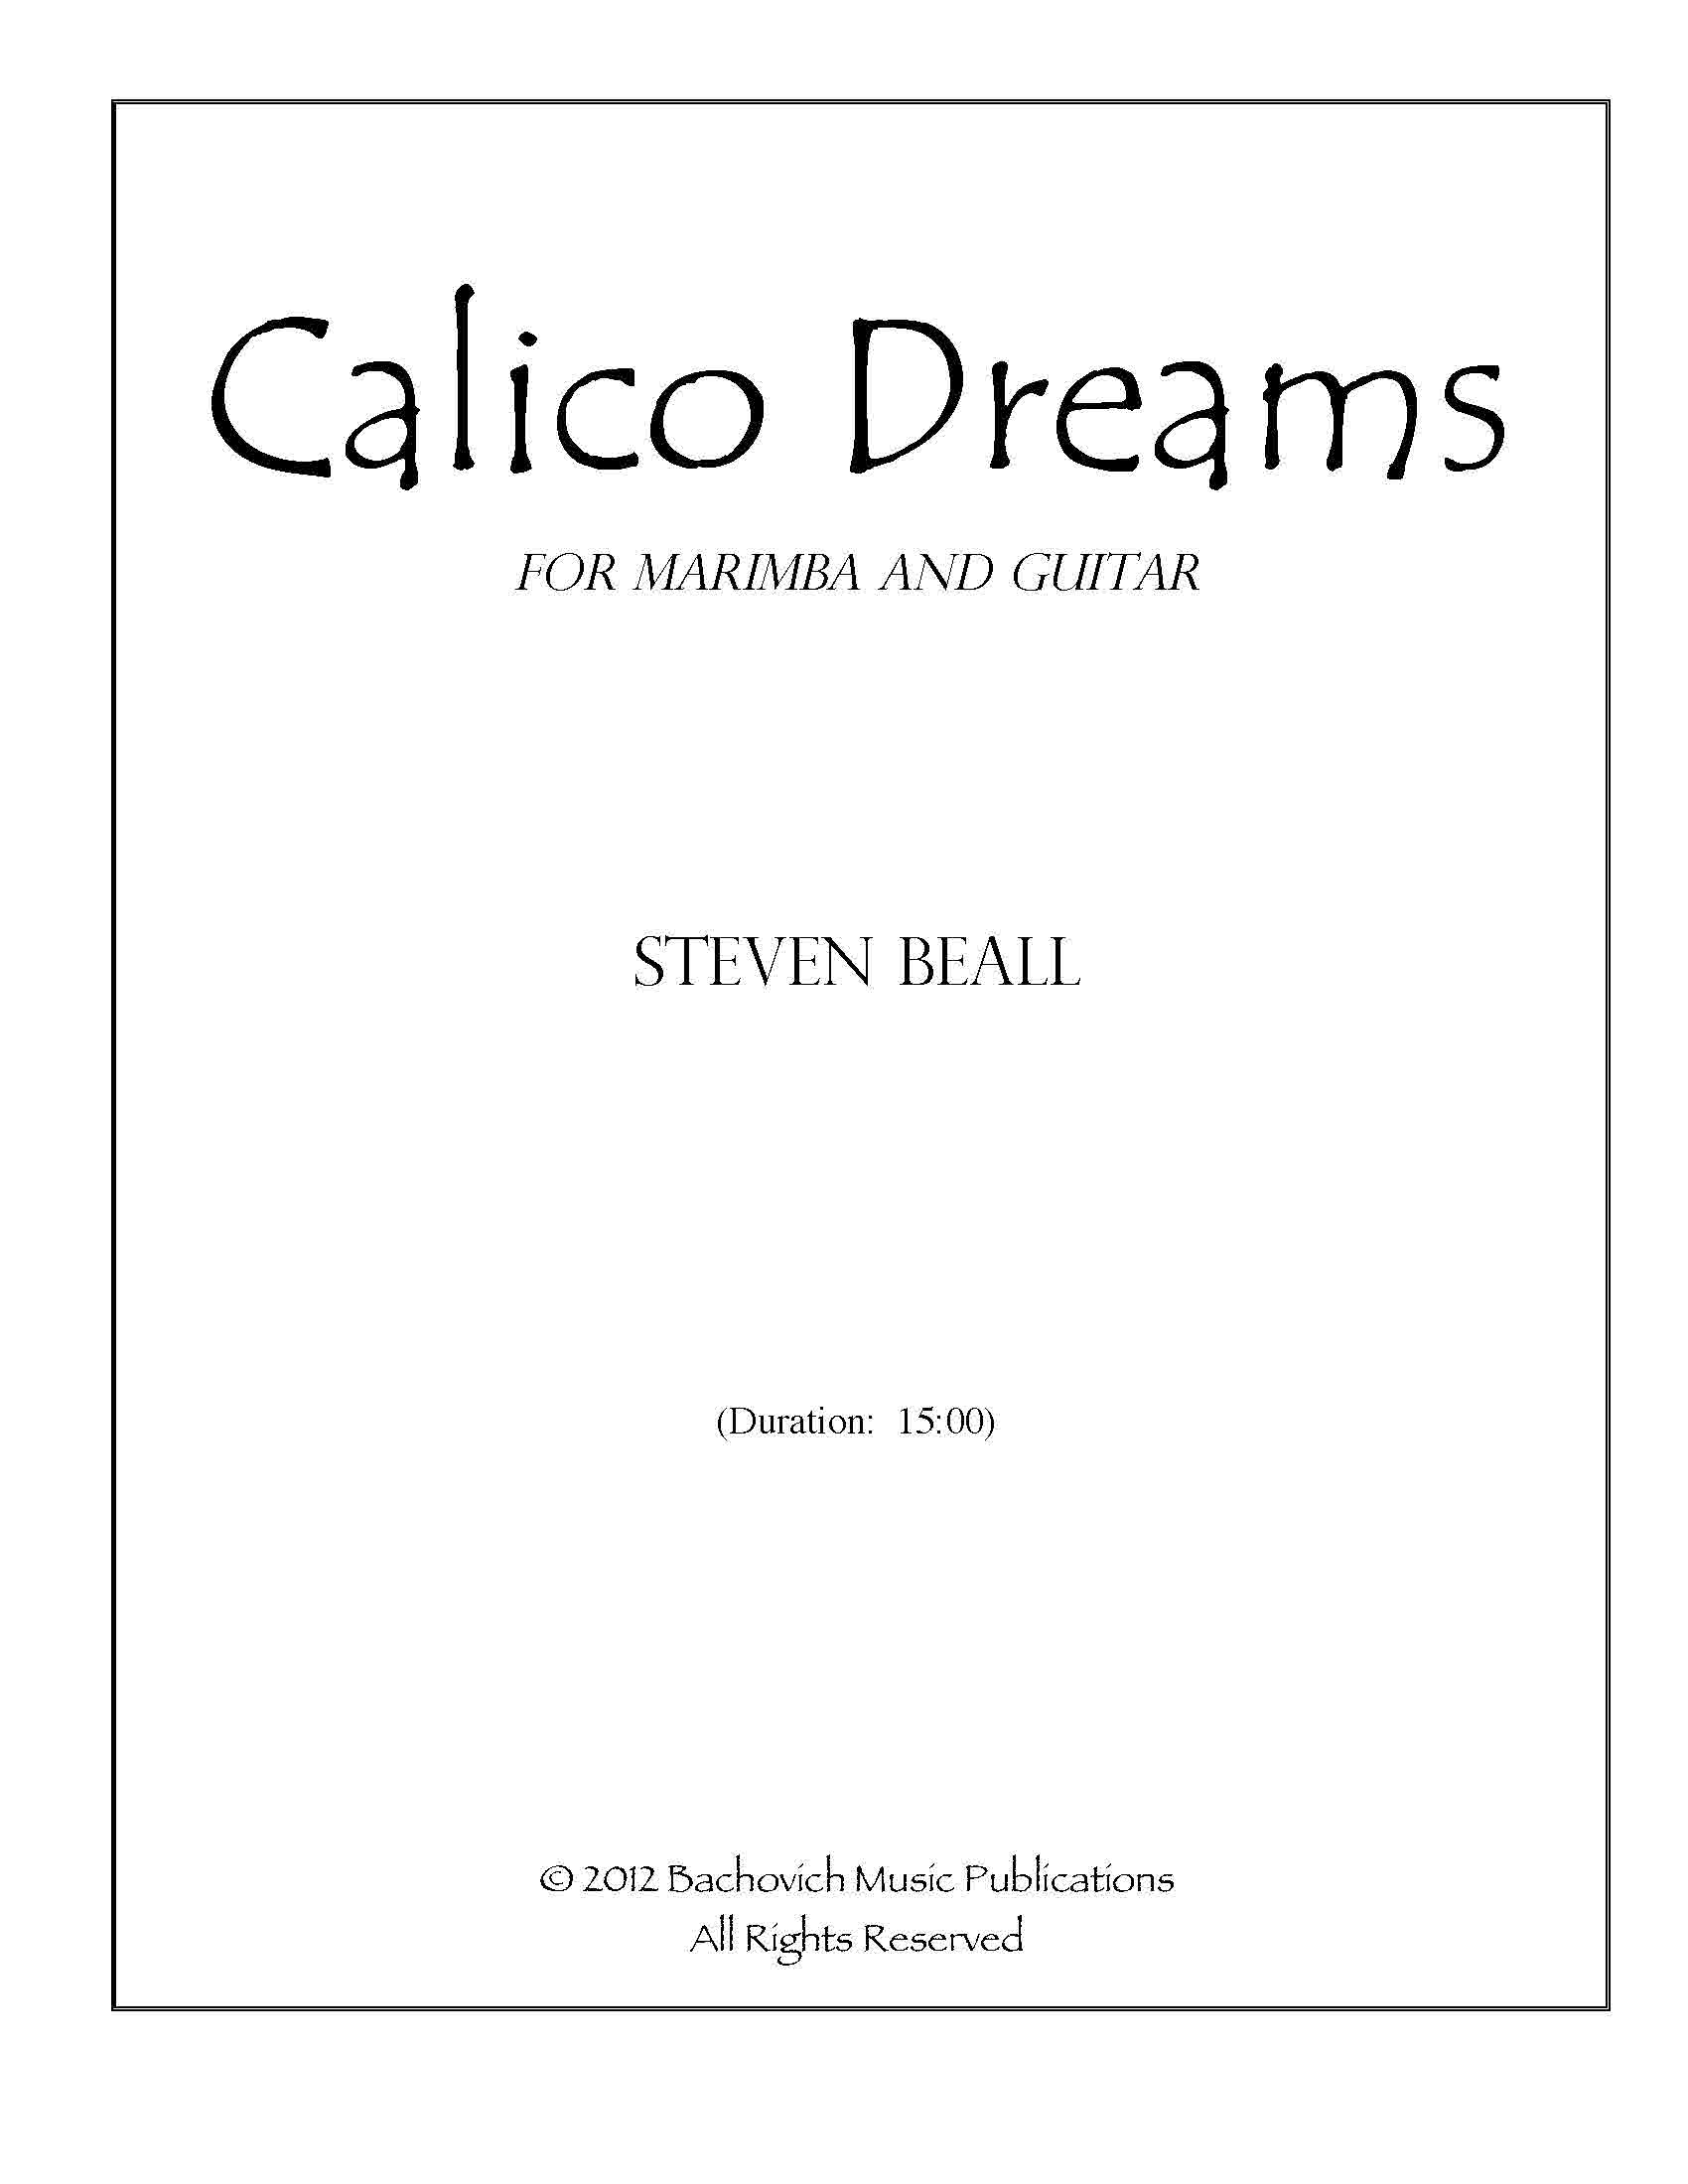 Calico Dreams
FOR MARIMBA AND GUITAR
STEVEN BEALL
(Duration:  15:00)
© 2012 Bachovich Music Publications
All Rights Reserved